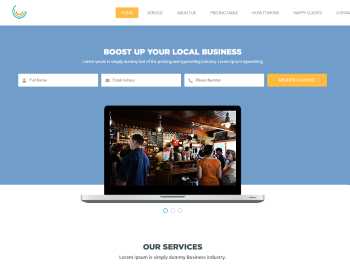 HOME SERVICE ABOUT US PRICING TABLE HOW IT WORK HAPPY CLIENTS
BOOST UP YOUR LOCAL BUSINESS
Lorem Ipsum is simply dummy text of the printing and typesetting industry. Lorem Ipsum typesetting
Full Name Email Address Phone Number REQUEST A QUOTE
OUR SERVICES
Lorem Ipsum is simply dummy Business industry.